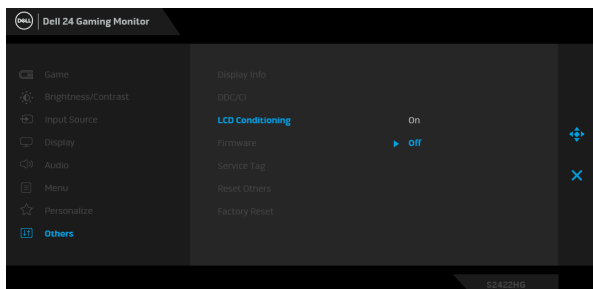 DELL Dell 24 Gaming Monitor
Game
Brightness/Contrast
Input Source
Display
Audio
Menu
Personalize
Others
Display Info
DDC/CI
LCD Conditioning On
Firmware Off
Service Tag
Reset Others
Factory Reset
S2422HG